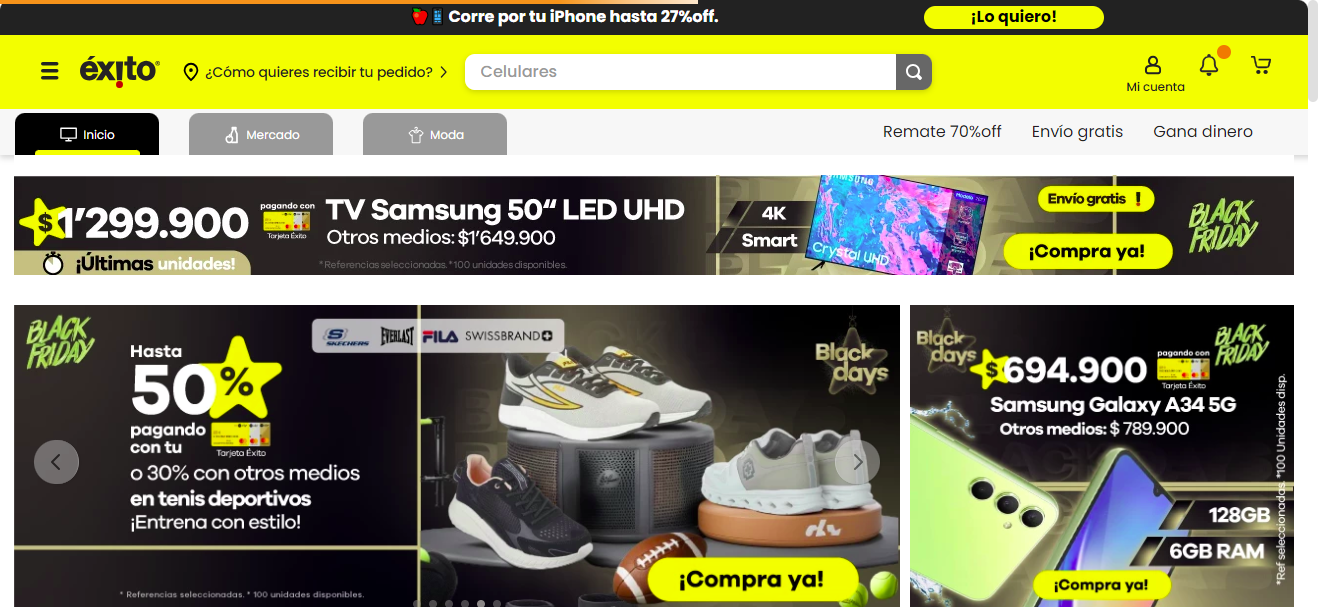 Corre por tu iPhone hasta 27%off.
¡Lo quiero!
éxito
¿Cómo quieres recibir tu pedido?
Celulares
Mi cuenta
Inicio
Mercado
Moda
Remate 70%off
Envío gratis
Gana dinero
$1’299.900
pagando con
Tarjeta Éxito
¡Últimas unidades!
TV Samsung 50“ LED UHD
Otros medios: $1’649.900
*Referencias seleccionadas. *100 unidades disponibles.
4K
Smart
SAMSUNG
Crystal UHD
Envío gratis !
¡Compra ya!
BLACK
FRIDAY
BLACK
FRIDAY
Hasta
50%
pagando
con tu
Tarjeta Éxito
o 30% con otros medios
en tenis deportivos
¡Entrena con estilo!
* Referencias seleccionadas. * 100 unidades disponibles.
SKECHERS
EVERLAST
FILA
SWISSBRAND
Black
days
¡Compra ya!
Black
days
BLACK
FRIDAY
$694.900
pagando con
Tarjeta Éxito
Samsung Galaxy A34 5G
Otros medios: $ 789.900
128GB
6GB RAM
¡Compra ya!
*Ref seleccionadas. *100 Unidades disp.